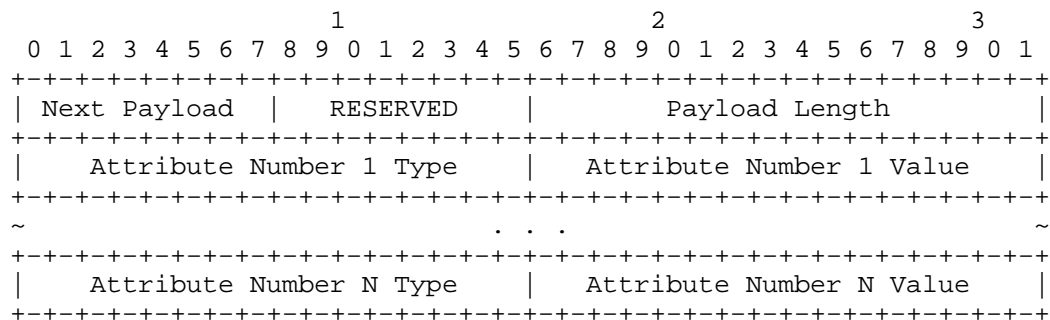 1                   2                   3
 0 1 2 3 4 5 6 7 8 9 0 1 2 3 4 5 6 7 8 9 0 1 2 3 4 5 6 7 8 9 0 1
+-+-+-+-+-+-+-+-+-+-+-+-+-+-+-+-+-+-+-+-+-+-+-+-+-+-+-+-+-+-+-+-+
| Next Payload  |   RESERVED    |         Payload Length        |
+-+-+-+-+-+-+-+-+-+-+-+-+-+-+-+-+-+-+-+-+-+-+-+-+-+-+-+-+-+-+-+-+
|    Attribute Number 1 Type    |   Attribute Number 1 Value    |
+-+-+-+-+-+-+-+-+-+-+-+-+-+-+-+-+-+-+-+-+-+-+-+-+-+-+-+-+-+-+-+-+
~                              . . .                            ~
+-+-+-+-+-+-+-+-+-+-+-+-+-+-+-+-+-+-+-+-+-+-+-+-+-+-+-+-+-+-+-+-+
|    Attribute Number N Type    |   Attribute Number N Value    |
+-+-+-+-+-+-+-+-+-+-+-+-+-+-+-+-+-+-+-+-+-+-+-+-+-+-+-+-+-+-+-+-+